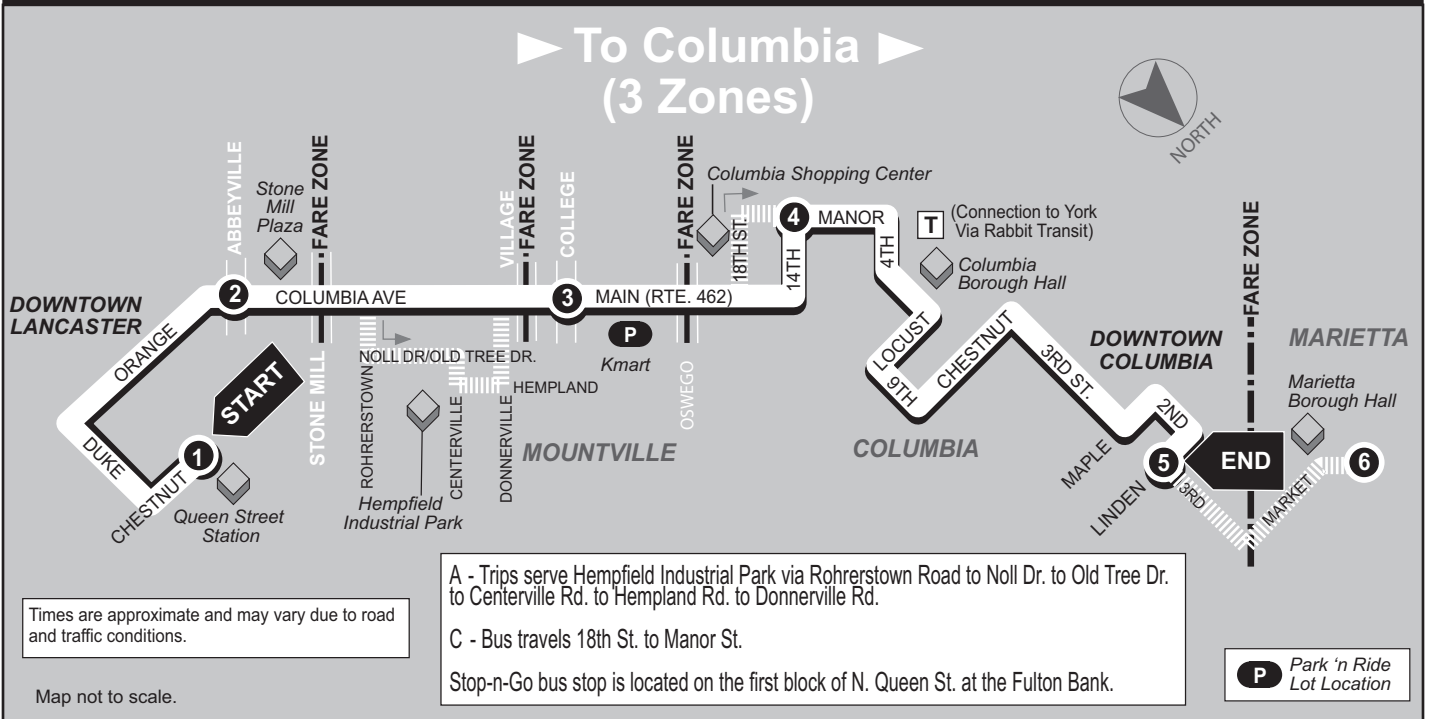 To Columbia
(3 Zones)
NORTH
ABBEYVILLE
Stone
Mill
Plaza
FARE ZONE
VILLAGE
FARE ZONE
COLLEGE
FARE ZONE
Columbia Shopping Center
18TH ST.
4
MANOR
14TH
4TH
T
(Connection to York
Via Rabbit Transit)
Columbia
Borough Hall
FARE ZONE
DOWNTOWN
LANCASTER
2
COLUMBIA AVE
3
MAIN (RTE. 462)
P
Kmart
ORANGE
START
STONE MILL
NOLL DR/OLD TREE DR.
HEMPLAND
ROHRERSTOWN
CENTERVILLE
DONNERVILLE
OSWEGO
MOUNTVILLE
LOCUST
9TH
CHESTNUT
3RD ST.
DOWNTOWN
COLUMBIA
MARIETTA
Marietta
Borough Hall
COLUMBIA
2ND
MAPLE
LINDEN
5
END
3RD
MARKET
6
DUKE
CHESTNUT
1
Queen Street
Station
Hempfield
Industrial Park
Times are approximate and may vary due to road
and traffic conditions.
Map not to scale.
A - Trips serve Hempfield Industrial Park via Rohrerstown Road to Noll Dr. to Old Tree Dr.
to Centerville Rd. to Hempland Rd. to Donnerville Rd.
C - Bus travels 18th St. to Manor St.
Stop-n-Go bus stop is located on the first block of N. Queen St. at the Fulton Bank.
P
Park ‘n Ride
Lot Location